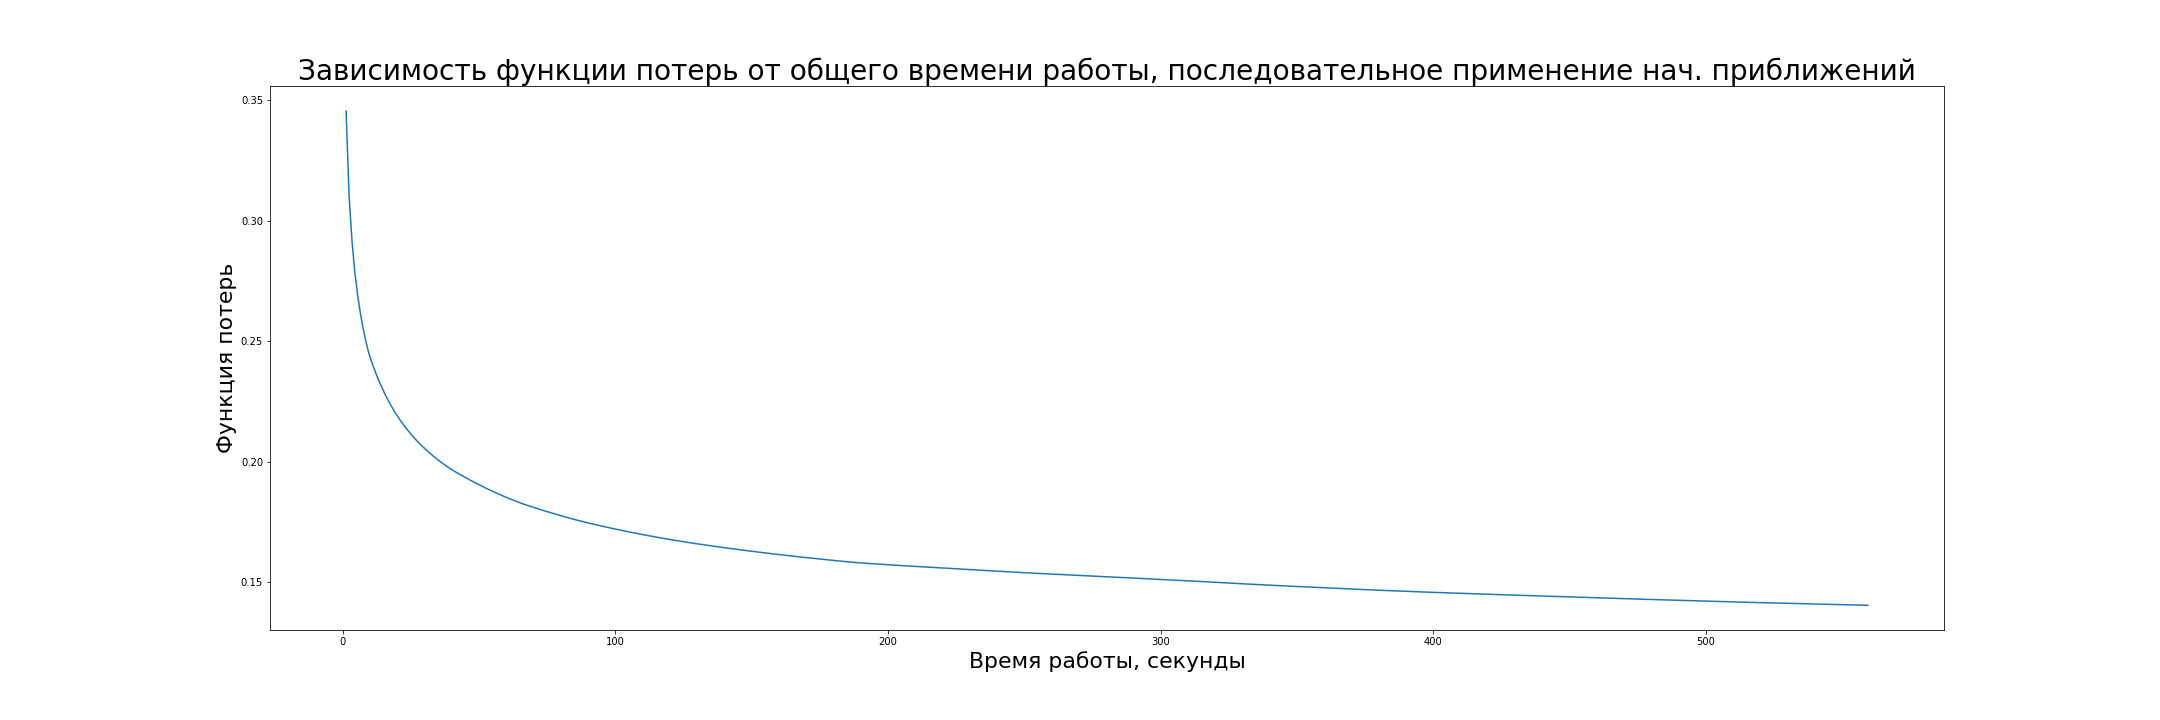 Зависимость функции потерь от общего времени работы, последовательное применение нач. приближений
0.35
0.30
0.25
0.20
0.15
Функция потерь
0 100 200 300 400 500
Время работы, секунды